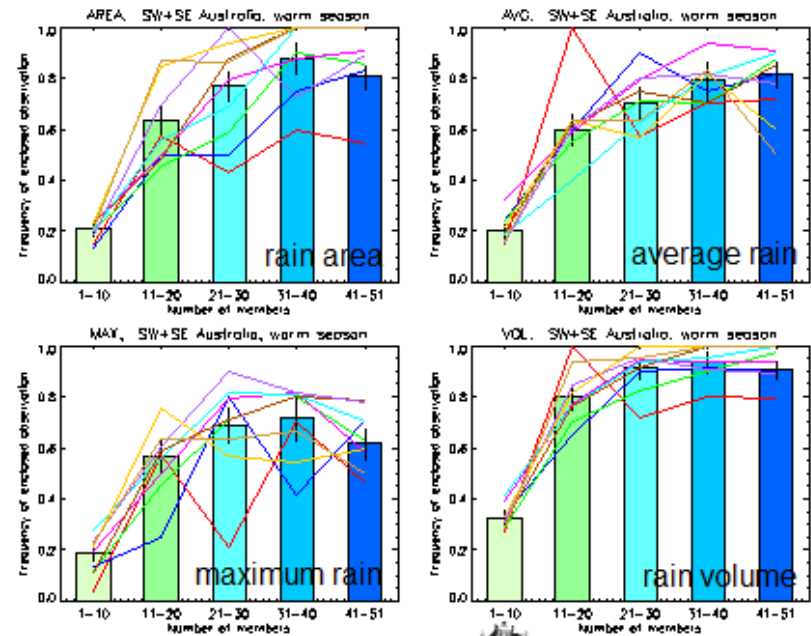 AREA, SW+SE Australia, warm season
Frequency of enclosed observation
1.0
0.8
0.6
0.4
0.2
0.0
rain area
1-10 11-20 21-30 31-40 41-51
Number of members
AVG, SW+SE Australia, warm season
Frequency of enclosed observation
1.0
0.8
0.6
0.4
0.2
0.0
average rain
1-10 11-20 21-30 31-40 41-51
Number of members
MAX, SW+SE Australia, warm season
Frequency of enclosed observation
1.0
0.8
0.6
0.4
0.2
0.0
maximum rain
1-10 11-20 21-30 31-40 41-51
Number of members
VOL, SW+SE Australia, warm season
Frequency of enclosed observation
1.0
0.8
0.6
0.4
0.2
0.0
rain volume
1-10 11-20 21-30 31-40 41-51
Number of members